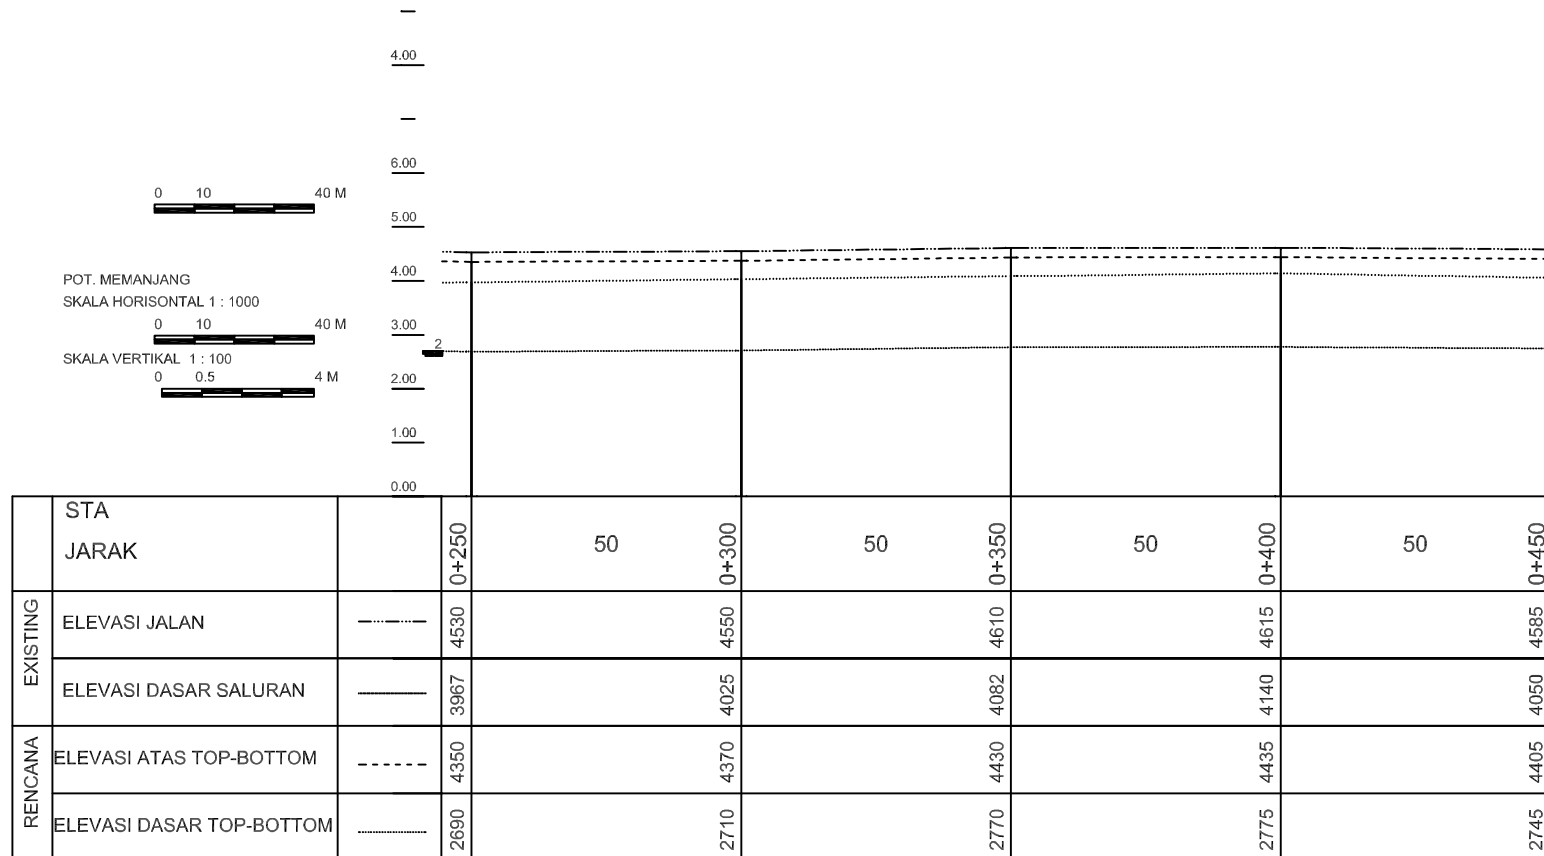 4.00
6.00
0 10 40 M
5.00
POT. MEMANJANG
4.00
SKALA HORISONTAL 1 : 1000
0 10 40 M
3.00
2
SKALA VERTIKAL 1 : 100
0 0.5 4 M
2.00
1.00
0.00
STA
JARAK
0+250 50 0+300 50 0+350 50 0+400 50 0+450
EXISTING
ELEVASI JALAN 4530 4550 4610 4615 4585
ELEVASI DASAR SALURAN 3967 4025 4082 4140 4050
RENCANA
ELEVASI ATAS TOP-BOTTOM 4350 4370 4430 4435 4405
ELEVASI DASAR TOP-BOTTOM 2690 2710 2770 2775 2745